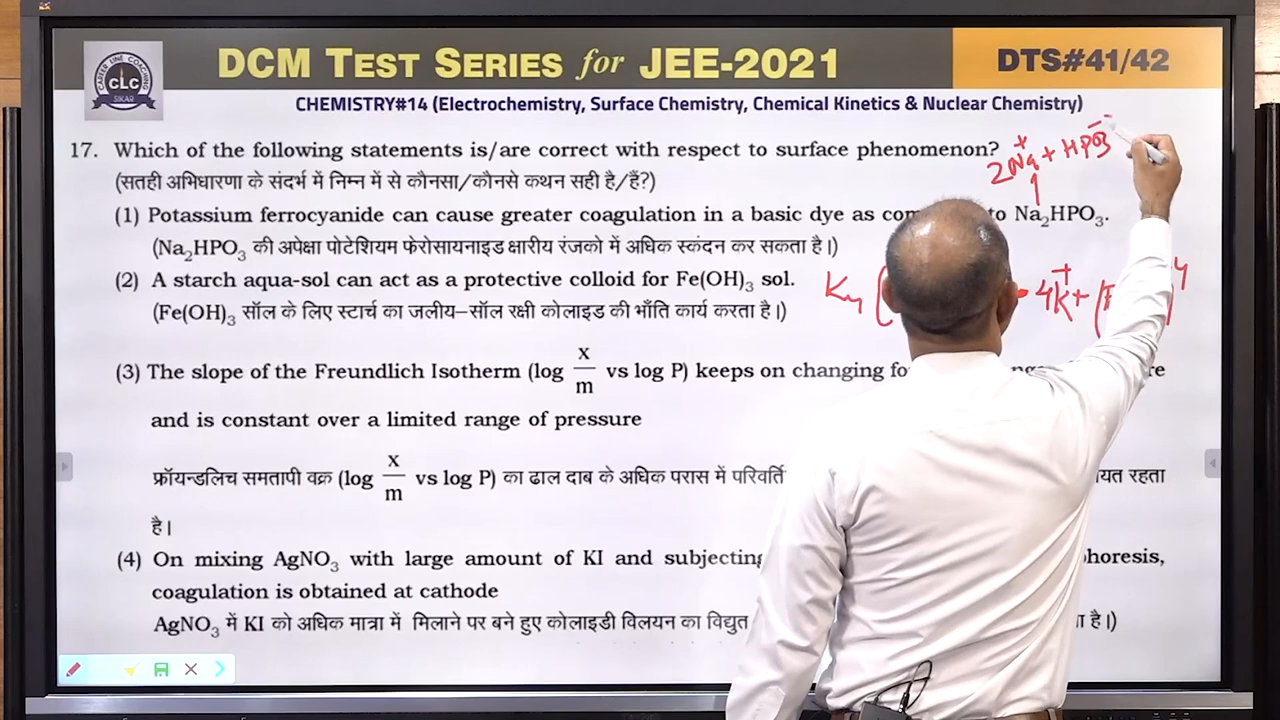 CAREER LINE COACHING
CLC
SIKAR
DCM TEST SERIES for JEE-2021
DTS#41/42
CHEMISTRY#14 (Electrochemistry, Surface Chemistry, Chemical Kinetics & Nuclear Chemistry)
17. Which of the following statements is/are correct with respect to surface phenomenon?
2Na⁺ + HPO3⁻
(सतही अभिधारणा के संदर्भ में निम्न में से कौनसा/कौनसे कथन सही है/हैं?)
(1) Potassium ferrocyanide can cause greater coagulation in a basic dye as to Na₂HPO₃.
(Na₂HPO₃ की अपेक्षा पोटेशियम फेरोसायनाइड क्षारीय रंजको में अधिक स्कंदन कर सकता है।)
(2) A starch aqua-sol can act as a protective colloid for Fe(OH)₃ sol.
K4 ( 4K⁺ + ( 4
(Fe(OH)₃ सॉल के लिए स्टार्च का जलीय–सॉल रक्षी कोलाइड की भाँति कार्य करता है।)
(3) The slope of the Freundlich Isotherm (log x/m vs log P) keeps on changing
and is constant over a limited range of pressure
फ्रॉयन्डलिच समतापी वक्र (log x/m vs log P) का ढाल दाब के अधिक परास में रहता
है।
(4) On mixing AgNO₃ with large amount of KI and
coagulation is obtained at cathode
AgNO₃ में KI को अधिक मात्रा में मिलाने पर बने हुए कोलाइडी विलयन का विद्युत है।)